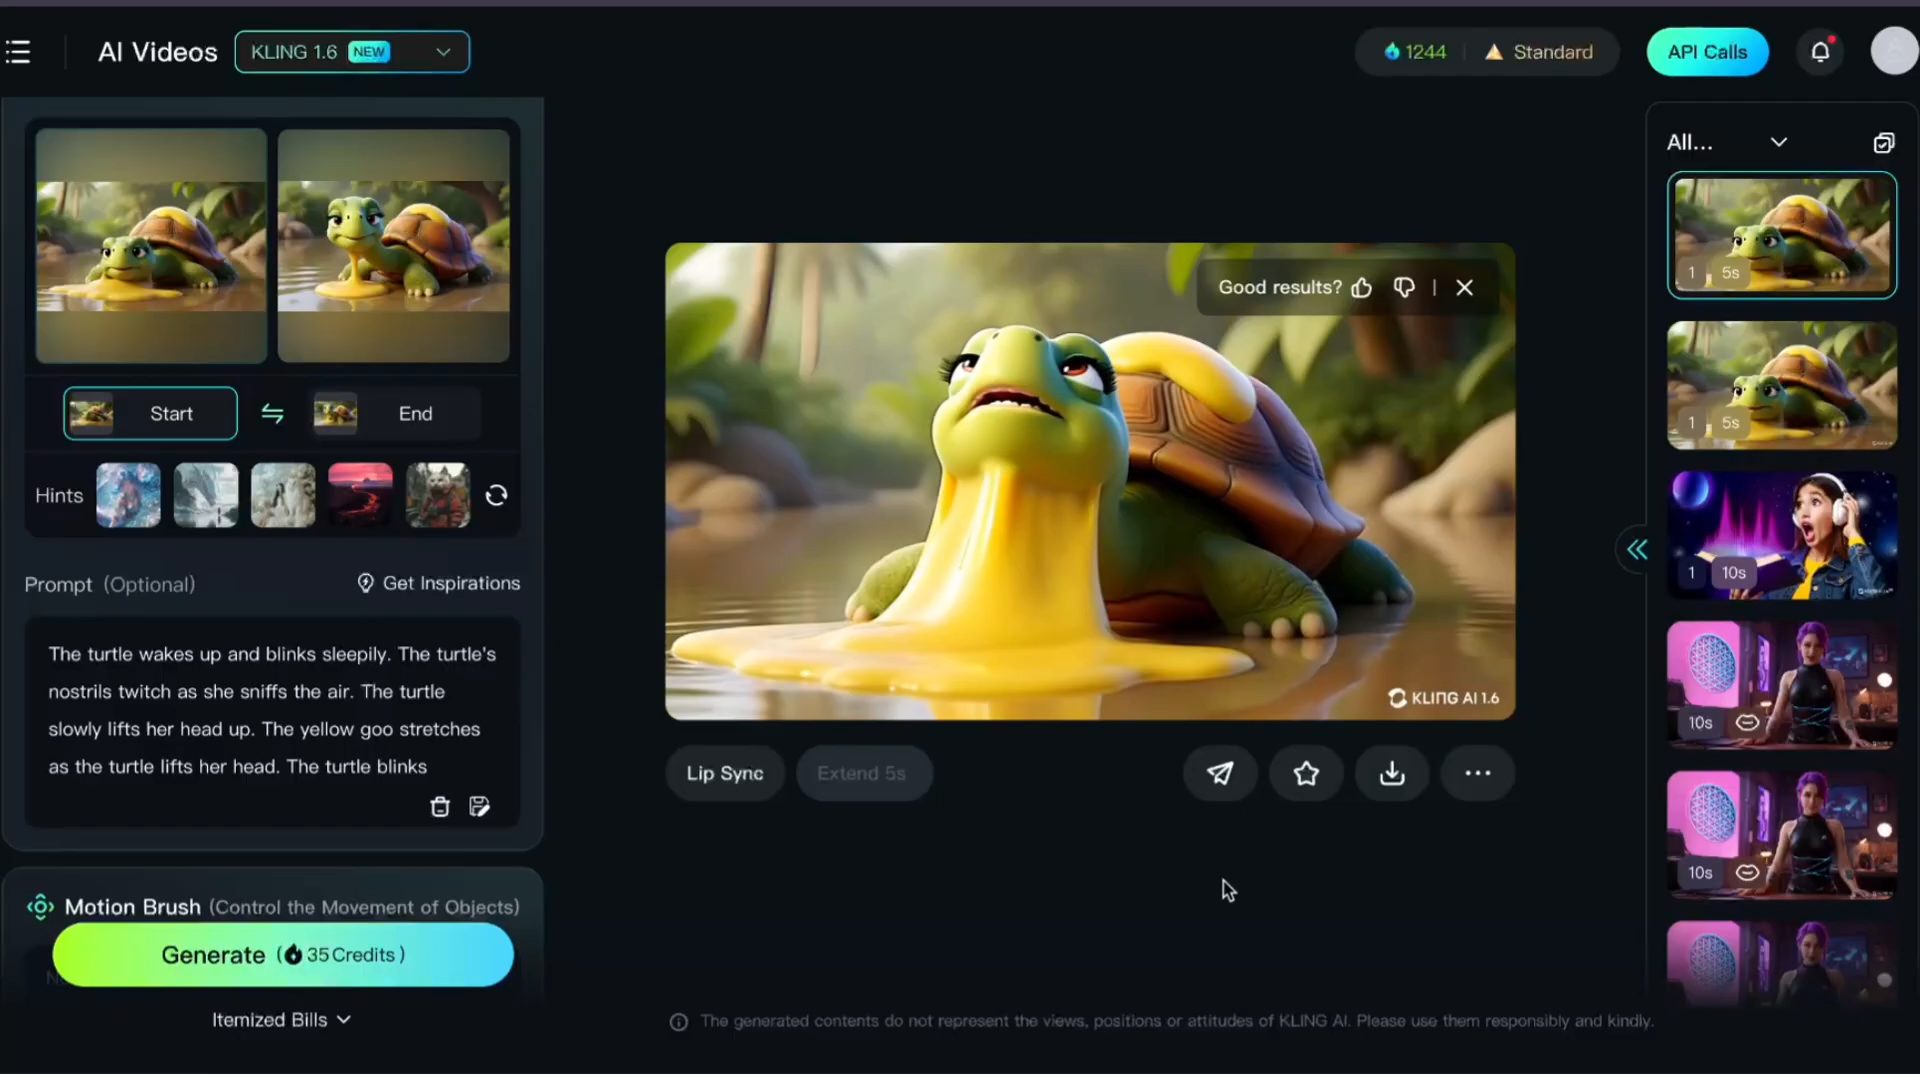 AI Videos
KLING 1.6 NEW
1244
Standard
API Calls
Start
End
Hints
Prompt (Optional)
Get Inspirations
The turtle wakes up and blinks sleepily. The turtle's
nostrils twitch as she sniffs the air. The turtle
slowly lifts her head up. The yellow goo stretches
as the turtle lifts her head. The turtle blinks
Motion Brush (Control the Movement of Objects)
Generate ( 35 Credits )
Itemized Bills
Good results?
KLING AI 1.6
Lip Sync
Extend 5s
The generated contents do not represent the views, positions or attitudes of KLING AI. Please use them responsibly and kindly.
All...
1 5s
1 5s
1 10s
10s
10s